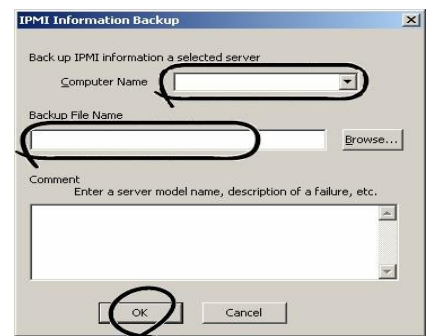 IPMI Information Backup
Back up IPMI information a selected server
Computer Name
Backup File Name
Browse...
Comment
Enter a server model name, description of a failure, etc.
OK
Cancel